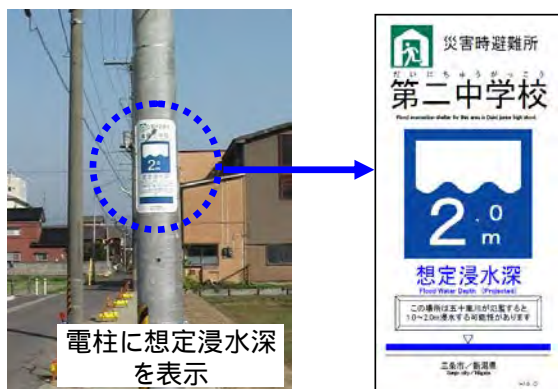 電柱に想定浸水深
を表示
災害時避難所
だいにちゅうがっこう
第二中学校
Flood evacuation shelter for this area is Daini junior high shool.
2.0
m
想定浸水深
Flood Water Depth (Projected)
この場所は五十嵐川が氾濫すると
1.0~2.0m浸水する可能性があります
三条市/新潟県